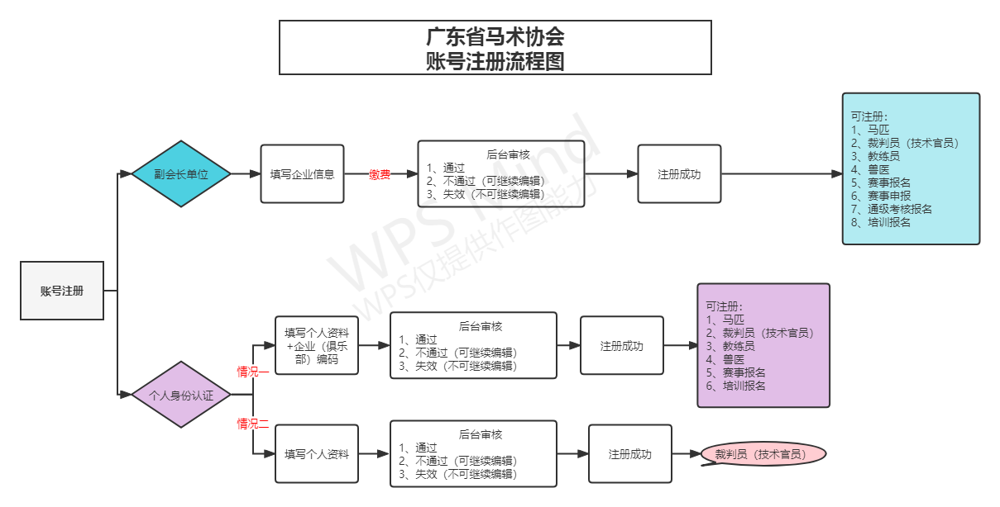 广东省马术协会
账号注册流程图
副会长单位
填写企业信息
缴费
后台审核
1、通过
2、不通过（可继续编辑）
3、失效（不可继续编辑）
注册成功
可注册：
1、马匹
2、裁判员（技术官员）
3、教练员
4、兽医
5、赛事报名
6、赛事申报
7、通级考核报名
8、培训报名
WPS Mind
WPS仅提供作图能力
账号注册
个人身份认证
情况一
填写个人资料
+企业（俱乐
部）编码
后台审核
1、通过
2、不通过（可继续编辑）
3、失效（不可继续编辑）
注册成功
可注册：
1、马匹
2、裁判员（技术官员）
3、教练员
4、兽医
5、赛事报名
6、培训报名
情况二
填写个人资料
后台审核
1、通过
2、不通过（可继续编辑）
3、失效（不可继续编辑）
注册成功
裁判员（技术官员）